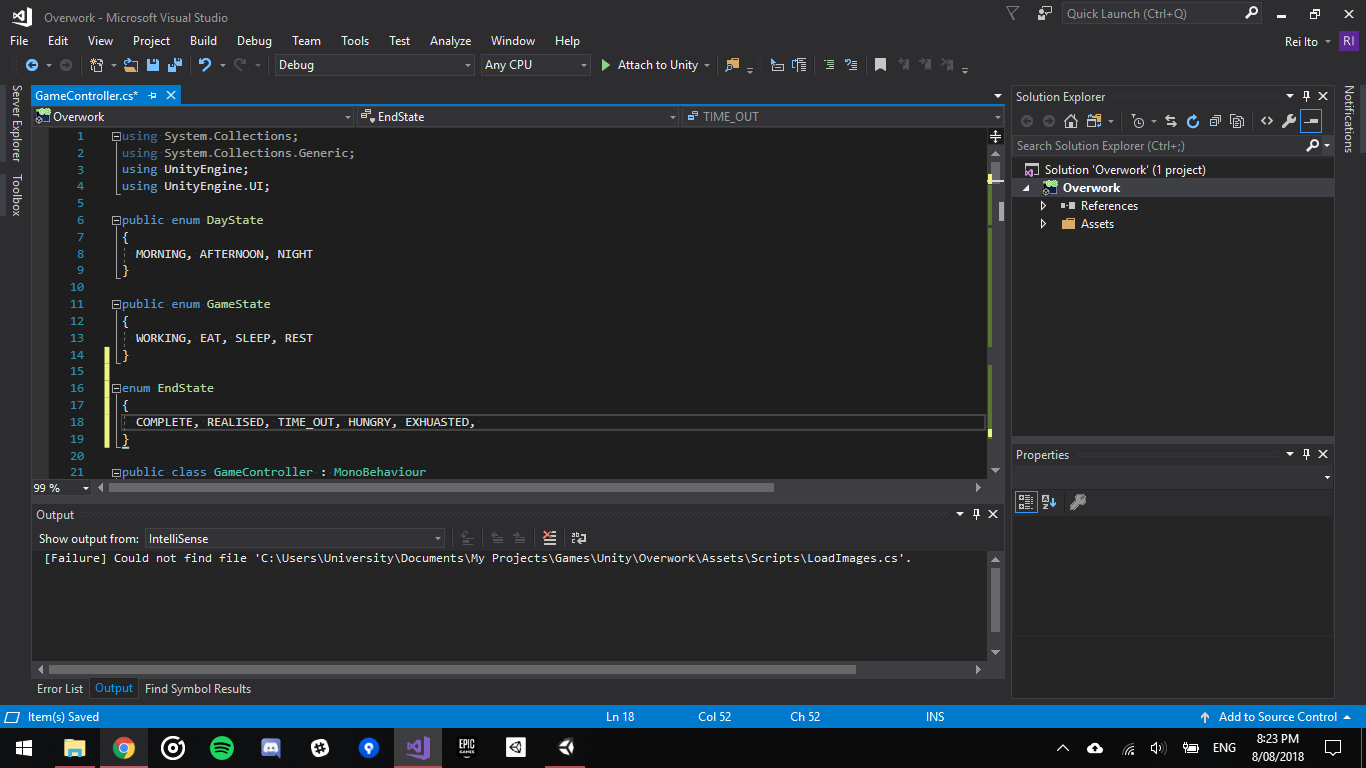 Overwork - Microsoft Visual Studio
Quick Launch (Ctrl+Q)
File Edit View Project Build Debug Team Tools Test Analyze Window Help
Rei Ito RI
Debug Any CPU Attach to Unity
Server Explorer
Toolbox
Notifications
GameController.cs*
Overwork EndState TIME_OUT
1 using System.Collections;
2 using System.Collections.Generic;
3 using UnityEngine;
4 using UnityEngine.UI;
5
6 public enum DayState
7 {
8 MORNING, AFTERNOON, NIGHT
9 }
10
11 public enum GameState
12 {
13 WORKING, EAT, SLEEP, REST
14 }
15
16 enum EndState
17 {
18 COMPLETE, REALISED, TIME_OUT, HUNGRY, EXHUASTED,
19 }
20
21 public class GameController : MonoBehaviour
99 %
Output
Show output from: IntelliSense
[Failure] Could not find file 'C:\Users\University\Documents\My Projects\Games\Unity\Overwork\Assets\Scripts\LoadImages.cs'.
Error List Output Find Symbol Results
Solution Explorer
Search Solution Explorer (Ctrl+;)
Solution 'Overwork' (1 project)
Overwork
References
Assets
Properties
Item(s) Saved Ln 18 Col 52 Ch 52 INS Add to Source Control
EPIC GAMES
ENG
8:23 PM
8/08/2018